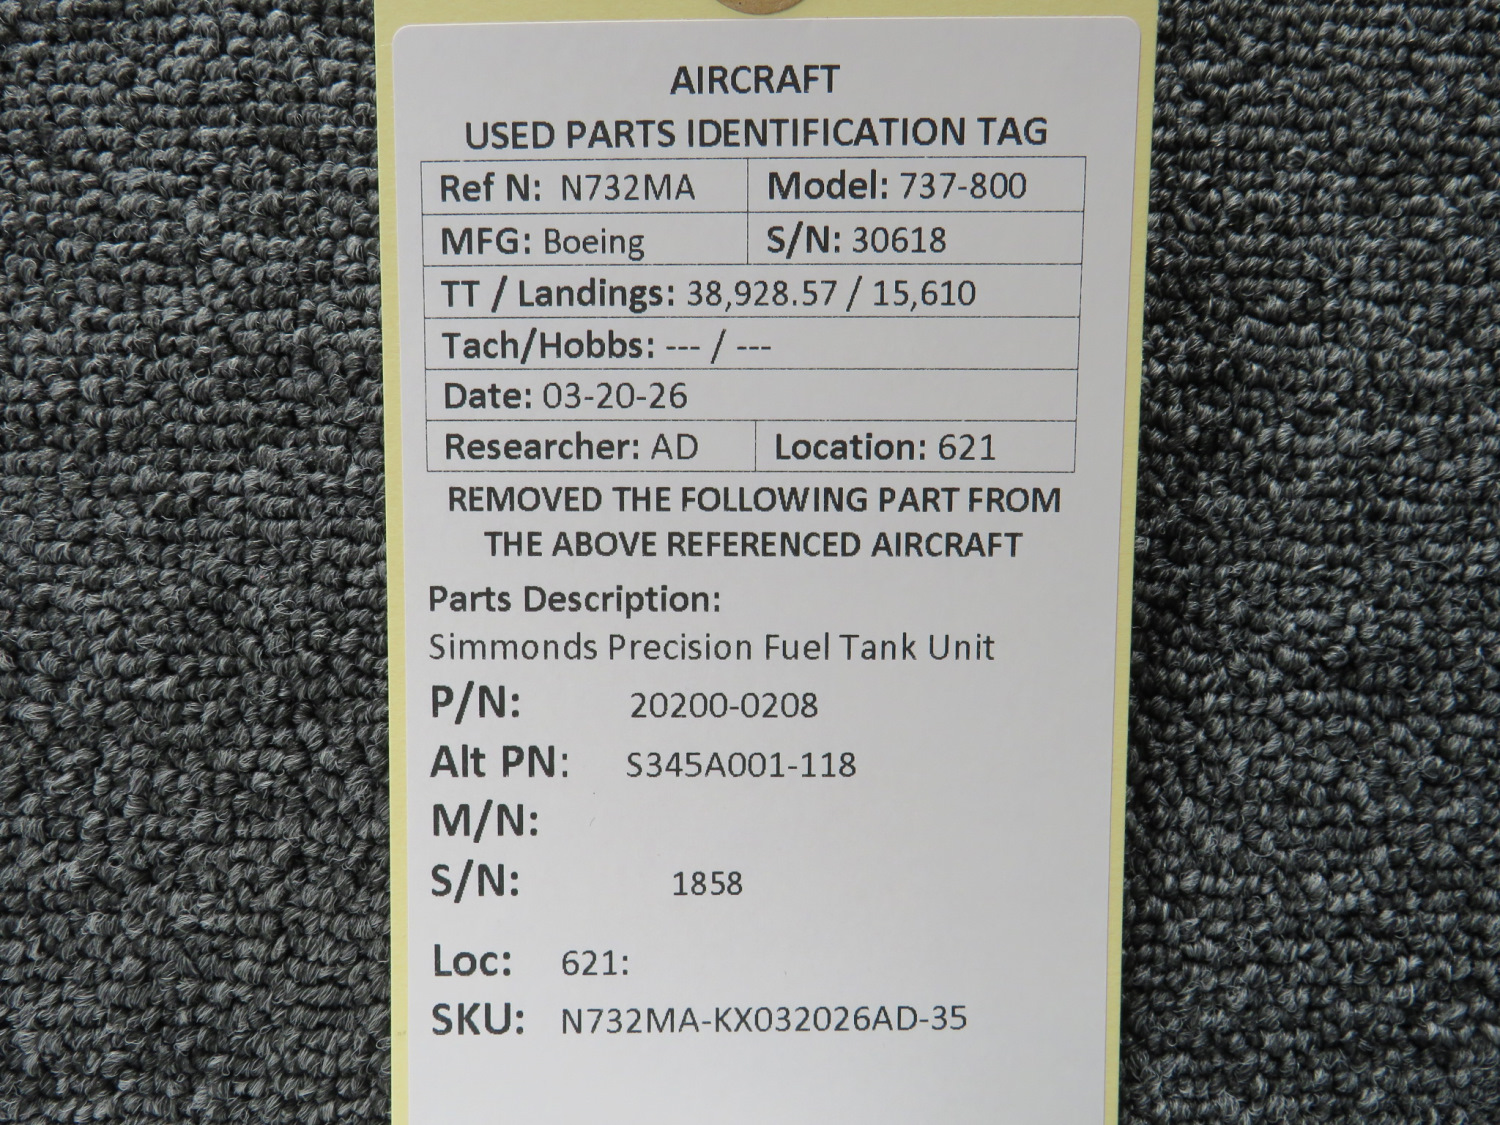 AIRCRAFT
USED PARTS IDENTIFICATION TAG
Ref N: N732MA Model: 737-800
MFG: Boeing S/N: 30618
TT / Landings: 38,928.57 / 15,610
Tach/Hobbs: --- / ---
Date: 03-20-26
Researcher: AD Location: 621
REMOVED THE FOLLOWING PART FROM
THE ABOVE REFERENCED AIRCRAFT
Parts Description:
Simmonds Precision Fuel Tank Unit
P/N: 20200-0208
Alt PN: S345A001-118
M/N:
S/N: 1858
Loc: 621:
SKU: N732MA-KX032026AD-35